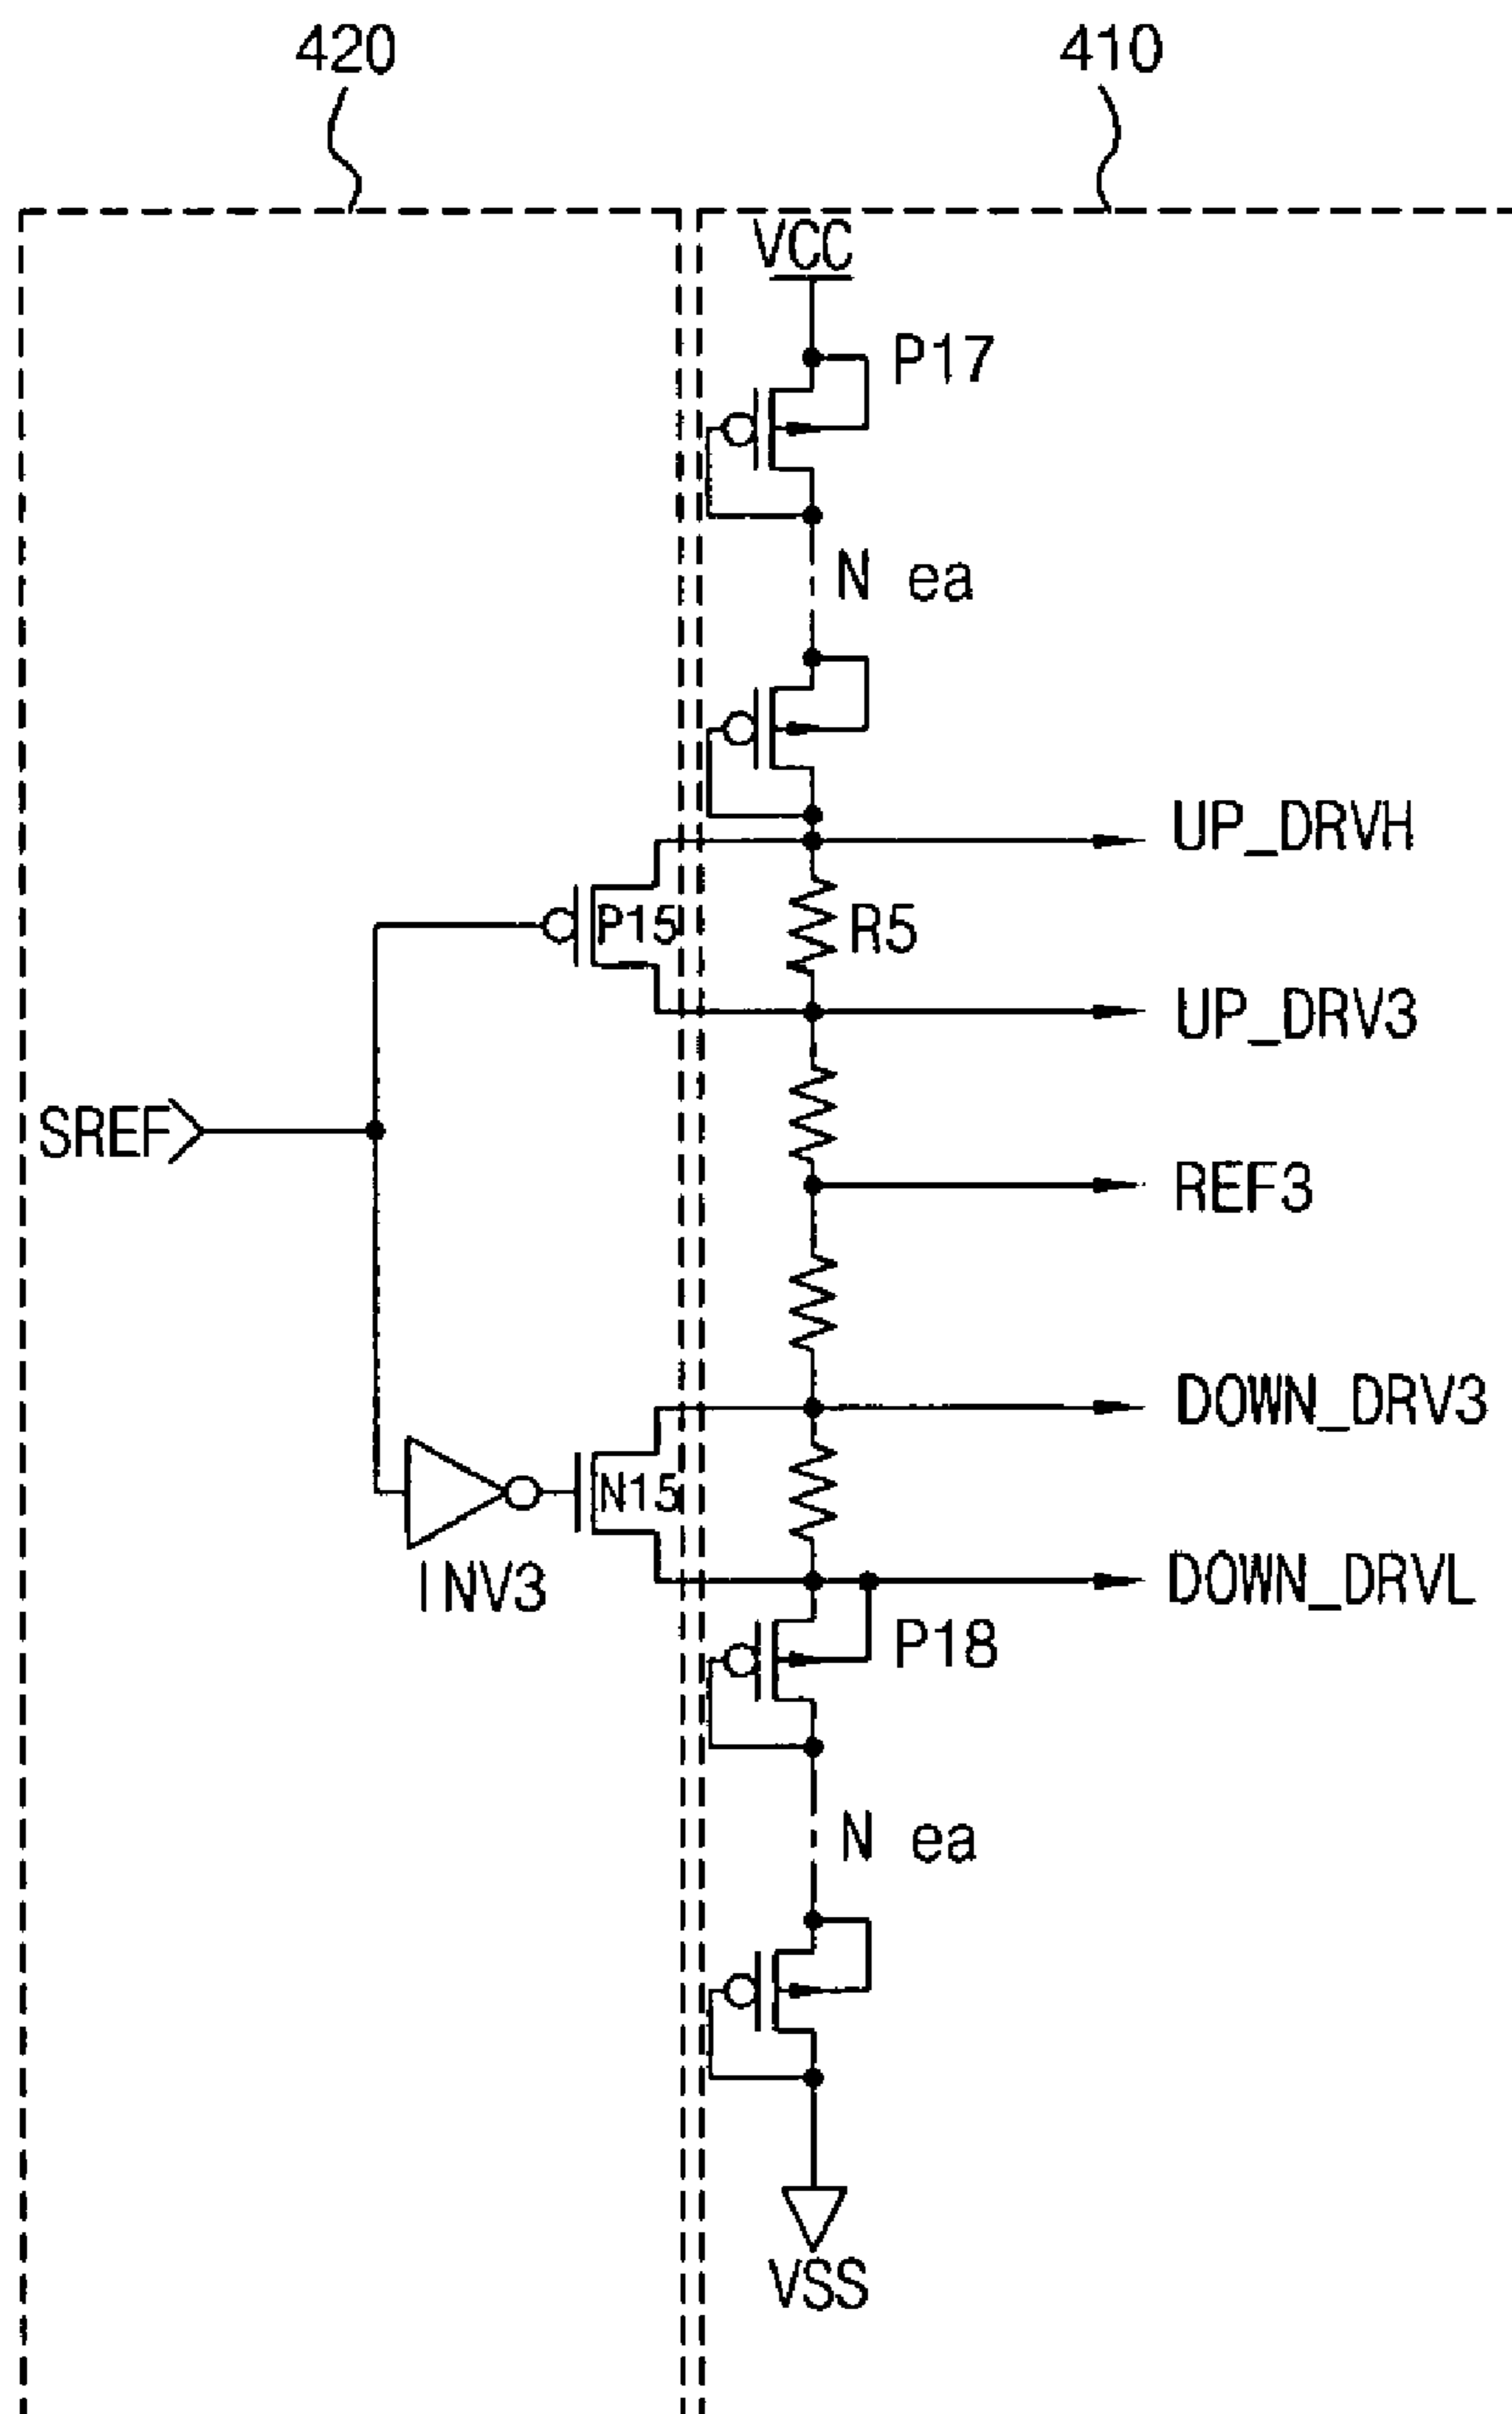 420
410
VCC
P17
N ea
UP_DRVH
P15
R5
UP_DRV3
SREF
REF3
DOWN_DRV3
N15
INV3
DOWN_DRVL
P18
N ea
VSS